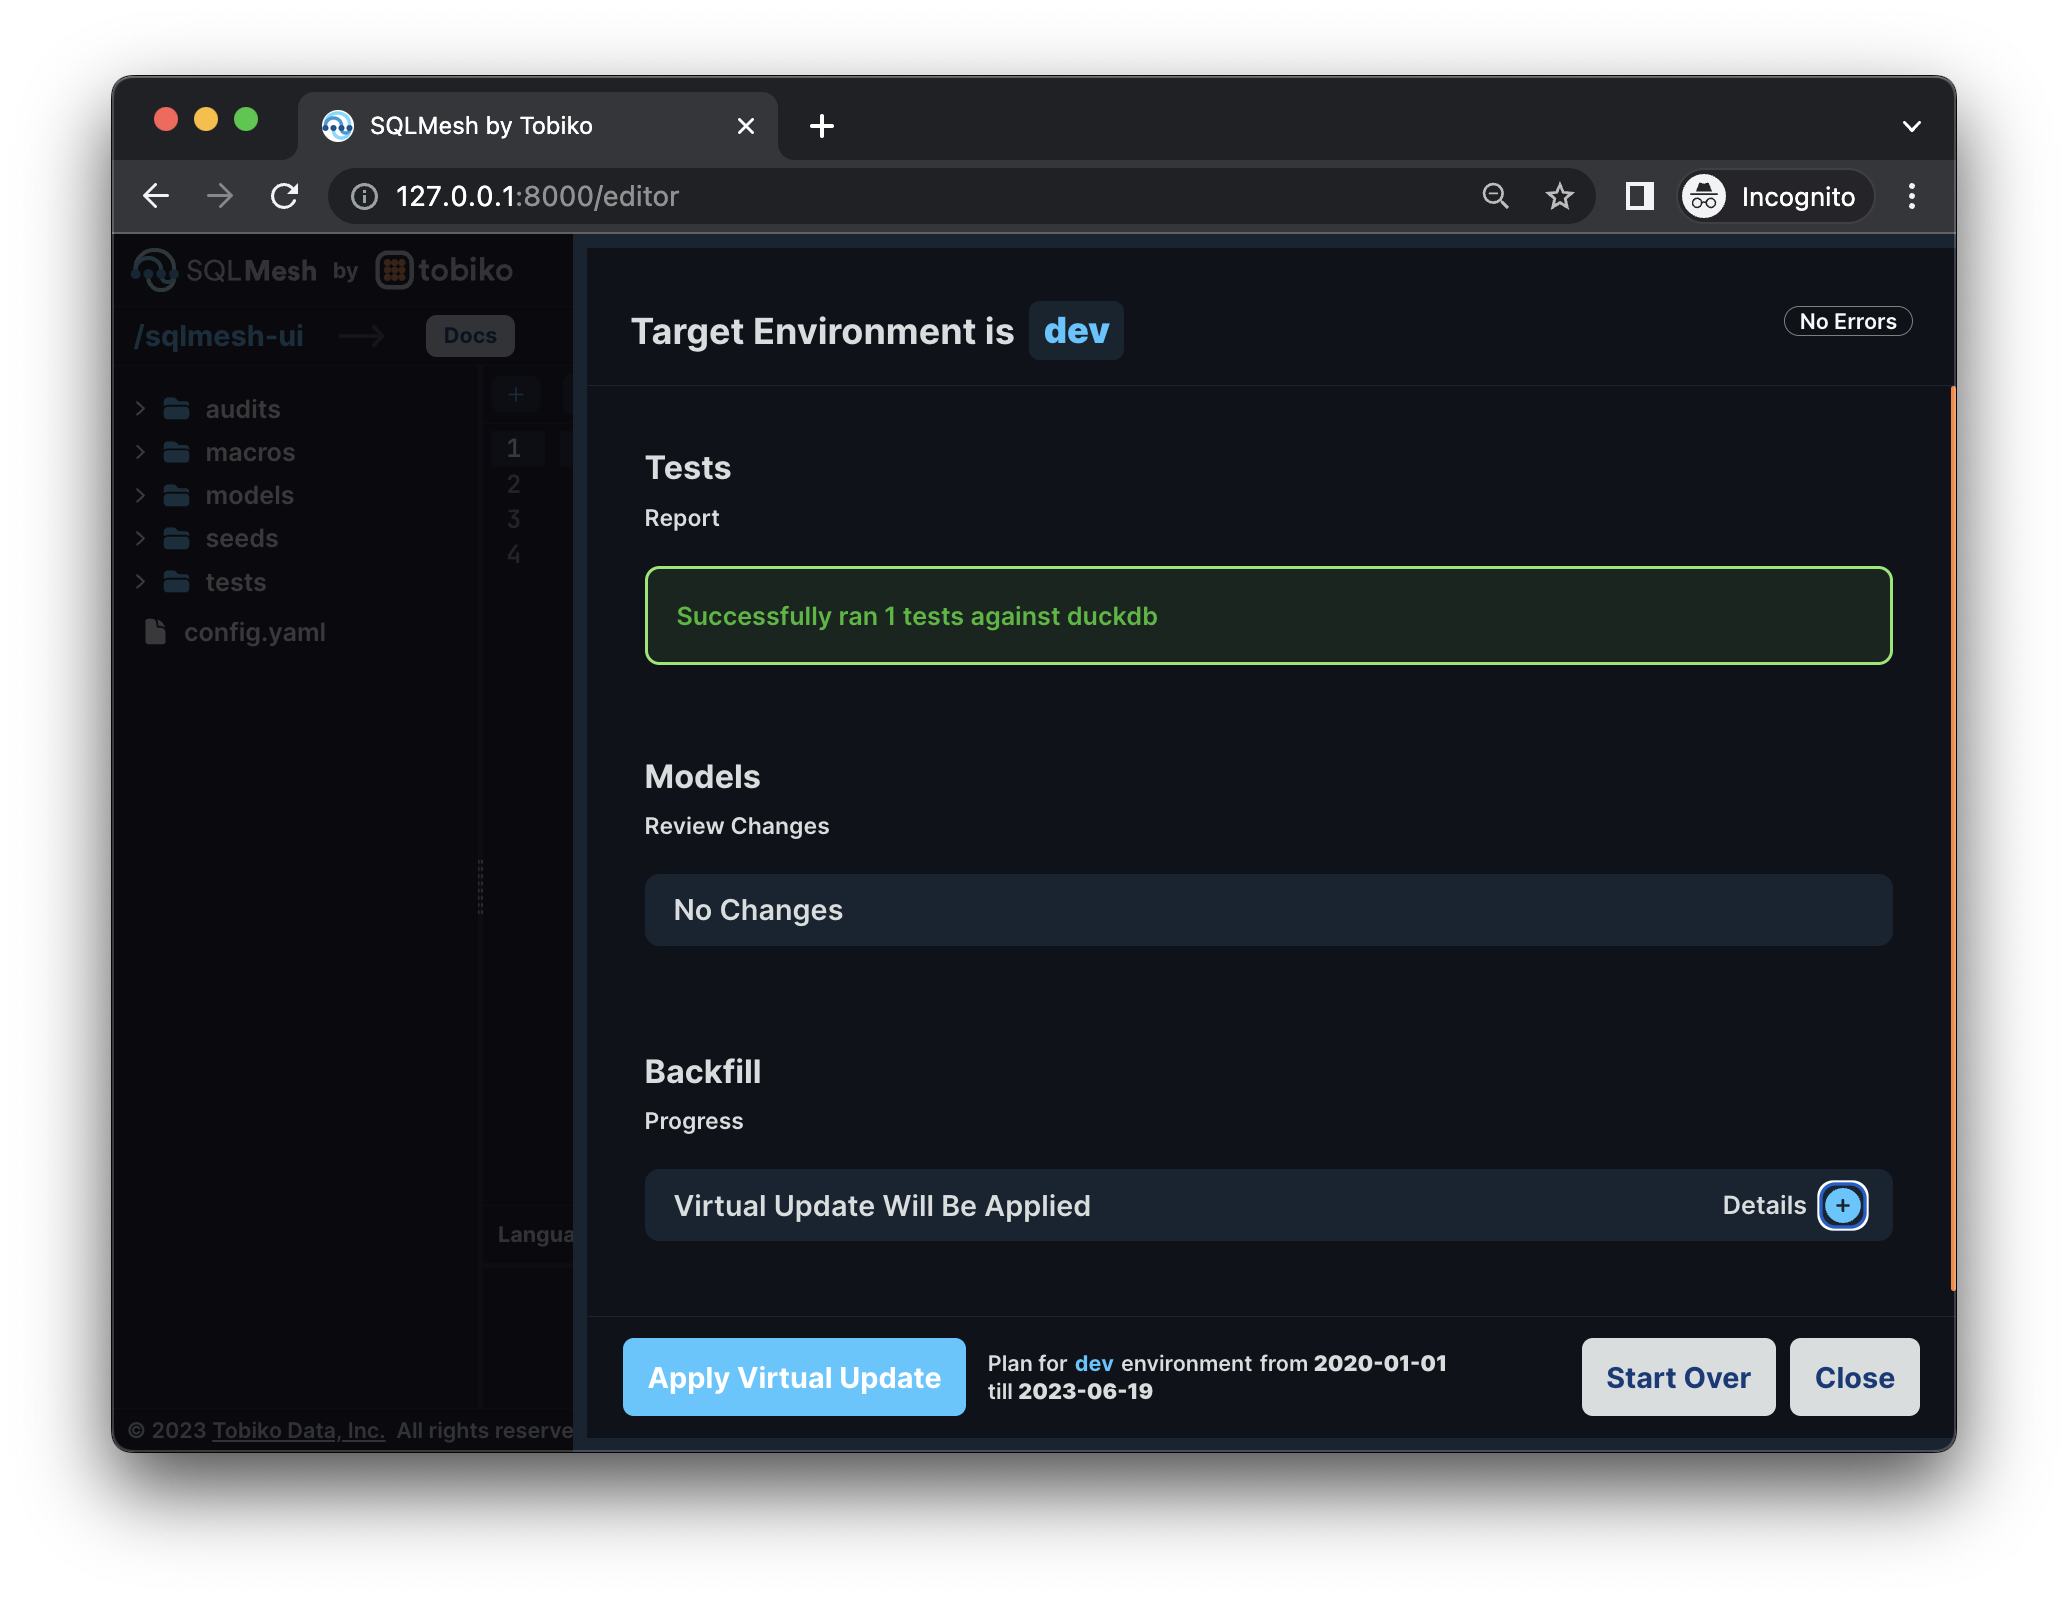 SQLMesh by Tobiko
127.0.0.1:8000/editor
Incognito
SQLMesh by tobiko
/sqlmesh-ui
Docs
audits
macros
models
seeds
tests
config.yaml
1
2
3
4
Langua
© 2023 Tobiko Data, Inc. All rights reserve
Target Environment is dev
No Errors
Tests
Report
Successfully ran 1 tests against duckdb
Models
Review Changes
No Changes
Backfill
Progress
Virtual Update Will Be Applied
Details
Apply Virtual Update
Plan for dev environment from 2020-01-01
till 2023-06-19
Start Over
Close